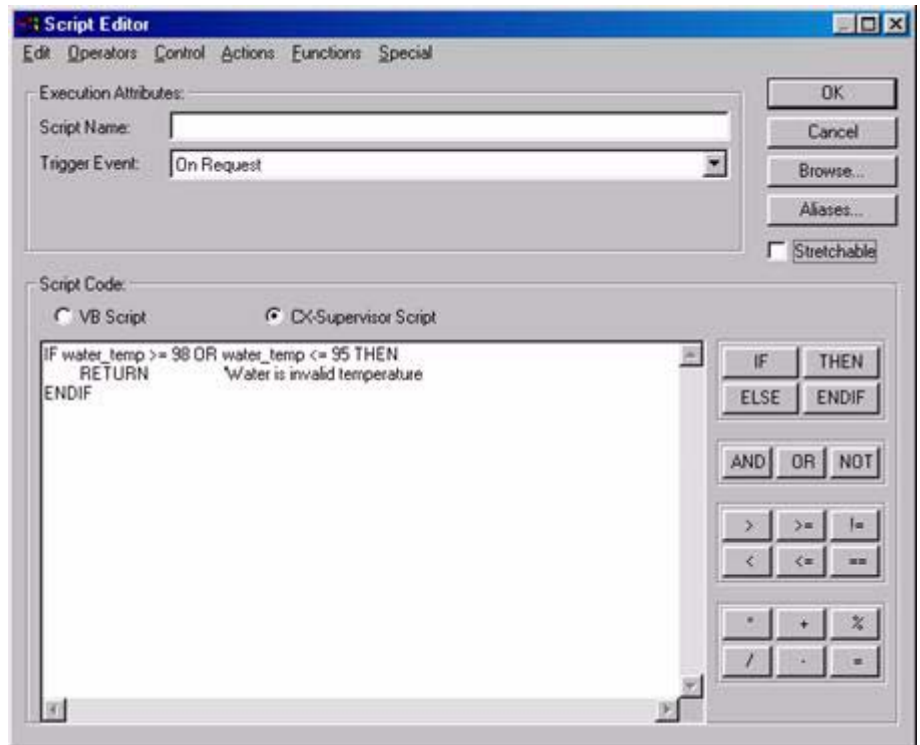 Script Editor
Edit Operators Control Actions Functions Special
Execution Attributes:
Script Name:
Trigger Event: On Request
OK
Cancel
Browse...
Aliases...
Stretchable
Script Code:
VB Script CX-Supervisor Script
IF water_temp >= 98 OR water_temp <= 95 THEN
RETURN 'Water is invalid temperature
ENDIF
IF THEN
ELSE ENDIF
AND OR NOT
> >= !=
< <= ==
* + %
/ - =